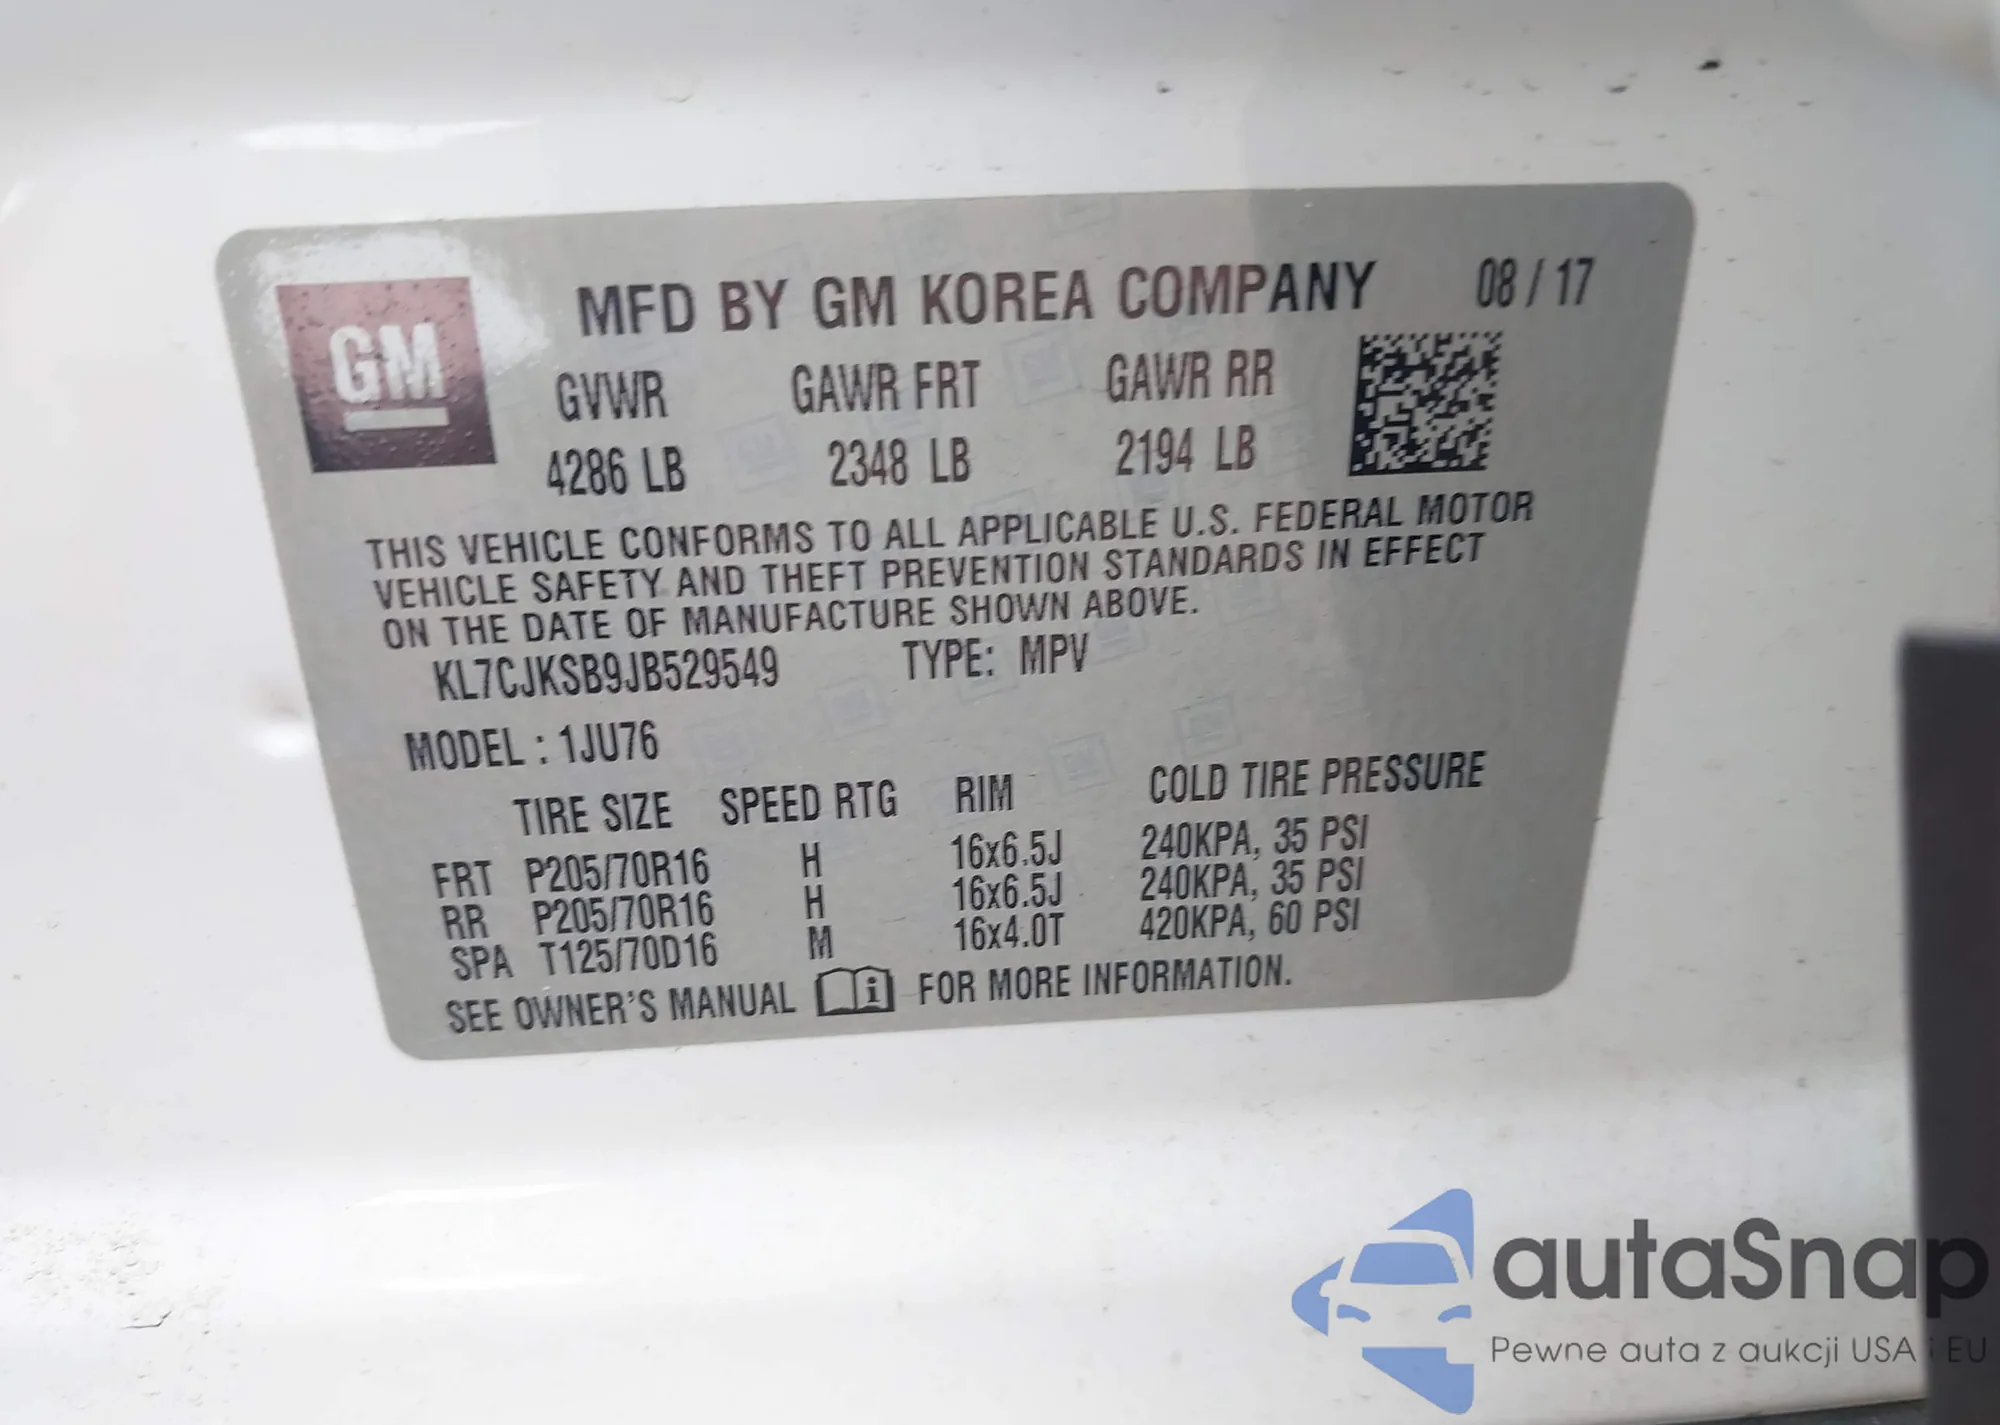 GM
MFD BY GM KOREA COMPANY 08 / 17
GVWR GAWR FRT GAWR RR
4286 LB 2348 LB 2194 LB
THIS VEHICLE CONFORMS TO ALL APPLICABLE U.S. FEDERAL MOTOR
VEHICLE SAFETY AND THEFT PREVENTION STANDARDS IN EFFECT
ON THE DATE OF MANUFACTURE SHOWN ABOVE.
KL7CJKSB9JB529549 TYPE: MPV
MODEL : 1JU76
TIRE SIZE SPEED RTG RIM COLD TIRE PRESSURE
FRT P205/70R16 H 16x6.5J 240KPA, 35 PSI
RR P205/70R16 H 16x6.5J 240KPA, 35 PSI
SPA T125/70D16 M 16x4.0T 420KPA, 60 PSI
SEE OWNER'S MANUAL i FOR MORE INFORMATION.
autaSnap
Pewne auta z aukcji USA i EU